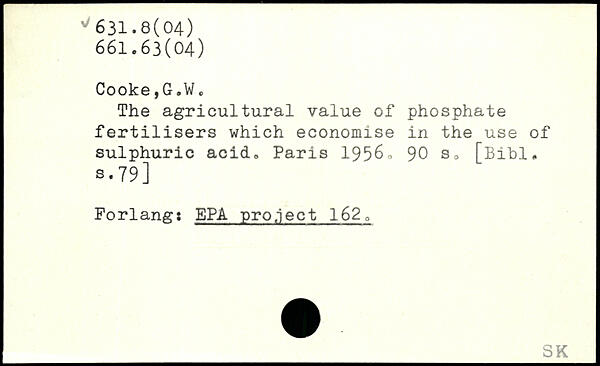 ✓631.8(04)
661.63(04)
Cooke,G.W.
The agricultural value of phosphate
fertilisers which economise in the use of
sulphuric acid. Paris 1956. 90 s. [Bibl.
s.79]
Forlang: EPA project 162.
SK